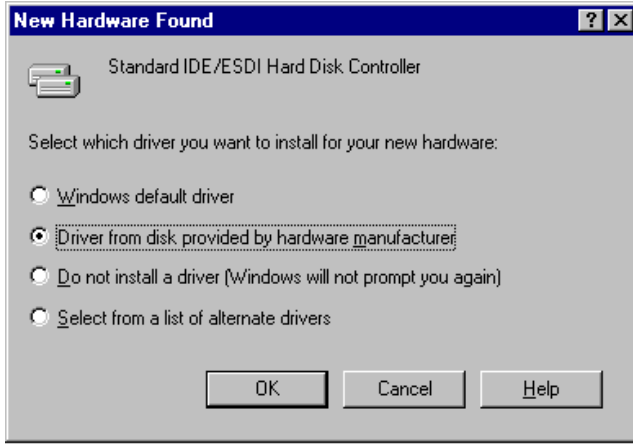 New Hardware Found
Standard IDE/ESDI Hard Disk Controller
Select which driver you want to install for your new hardware:
Windows default driver
Driver from disk provided by hardware manufacturer
Do not install a driver (Windows will not prompt you again)
Select from a list of alternate drivers
OK Cancel Help